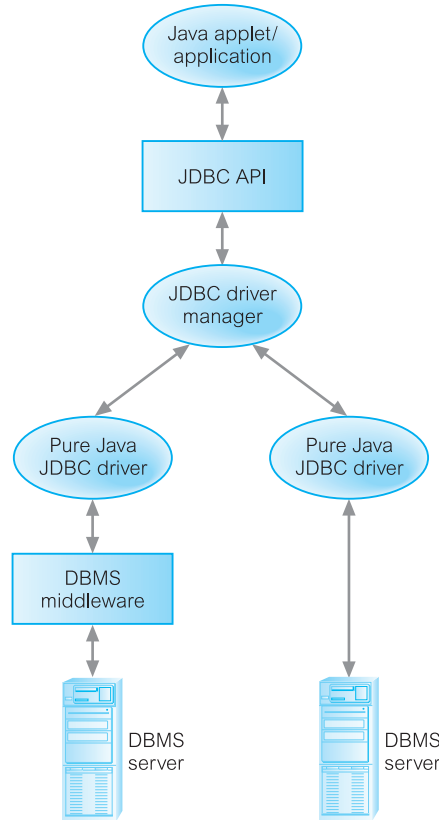 Java applet/
application
JDBC API
JDBC driver
manager
Pure Java
JDBC driver
Pure Java
JDBC driver
DBMS
middleware
DBMS
server
DBMS
server